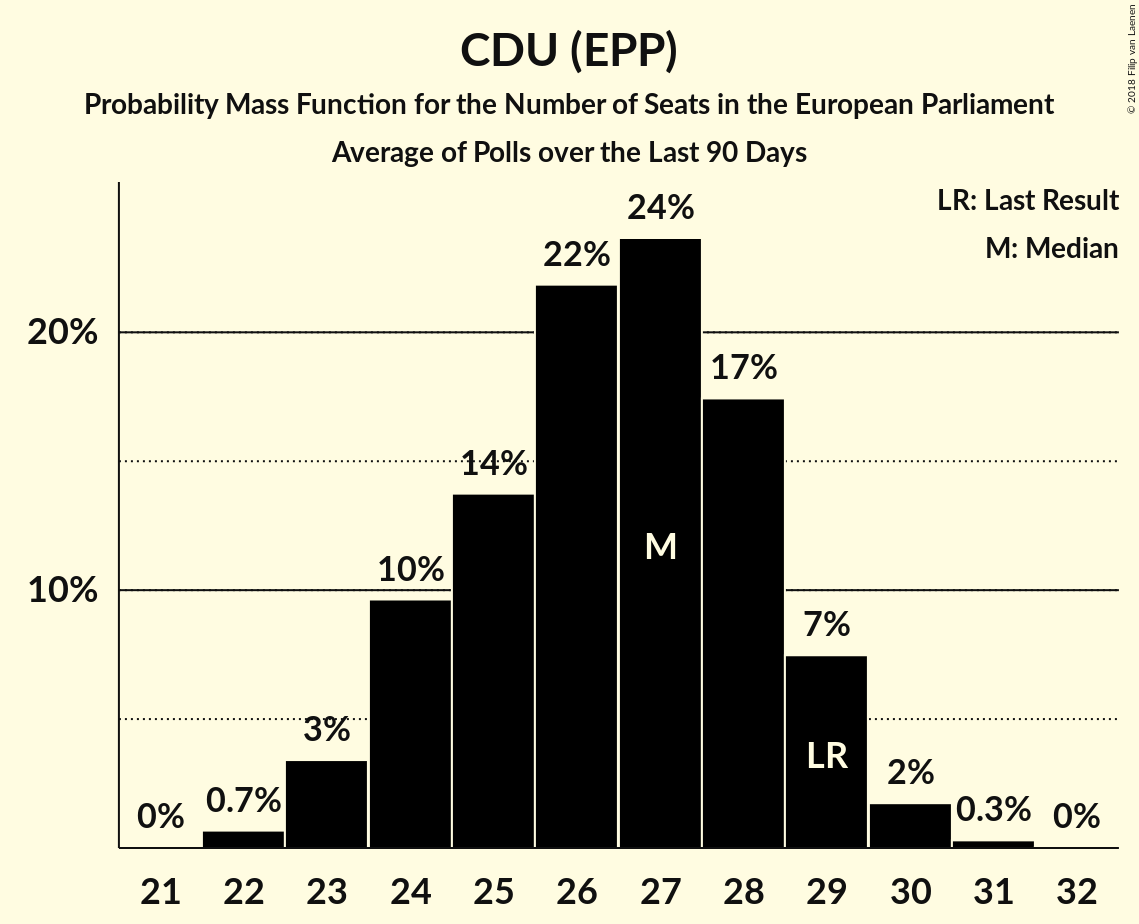 CDU (EPP)
Probability Mass Function for the Number of Seats in the European Parliament
Average of Polls over the Last 90 Days
© 2018 Filip van Laenen
LR: Last Result
M: Median
20%
10%
0%
0.7%
3%
10%
14%
22%
24%
17%
7%
2%
0.3%
0%
M
LR
21 22 23 24 25 26 27 28 29 30 31 32